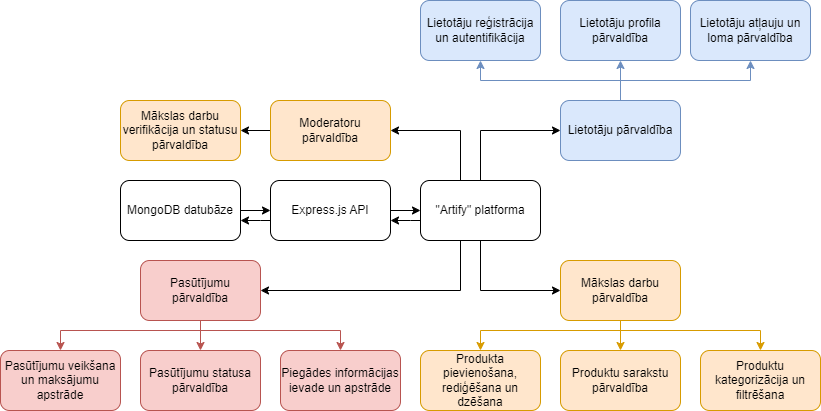 Lietotāju reģistrācija
un autentifikācija
Lietotāju profila
pārvaldība
Lietotāju atļauju un
loma pārvaldība
Mākslas darbu
verifikācija un statusu
pārvaldība
Moderatoru
pārvaldība
Lietotāju pārvaldība
MongoDB datubāze
Express.js API
"Artify" platforma
Pasūtījumu
pārvaldība
Mākslas darbu
pārvaldība
Pasūtījumu veikšana
un maksājumu
apstrāde
Pasūtījumu statusa
pārvaldība
Piegādes informācijas
ievade un apstrāde
Produkta
pievienošana,
rediģēšana un
dzēšana
Produktu sarakstu
pārvaldība
Produktu
kategorizācija un
filtrēšana